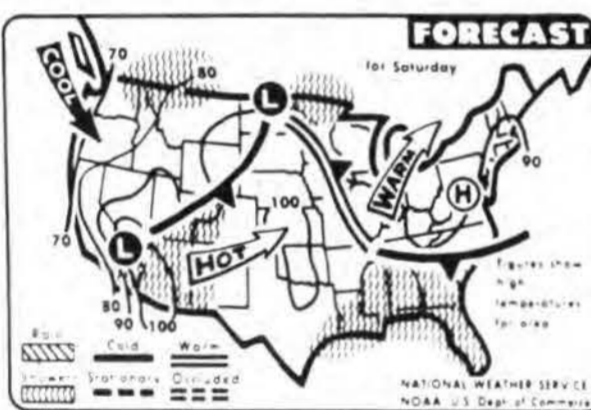 FORECAST
for Saturday
70
70
80
COOL
L
WARM
90
H
100
70
L
HOT
80
90
100
Figures show
high
temperatures
for area
Rain
Cold
Warm
Showers
Stationary
Occluded
NATIONAL WEATHER SERVICE
NOAA U.S. Dept. of Commerce